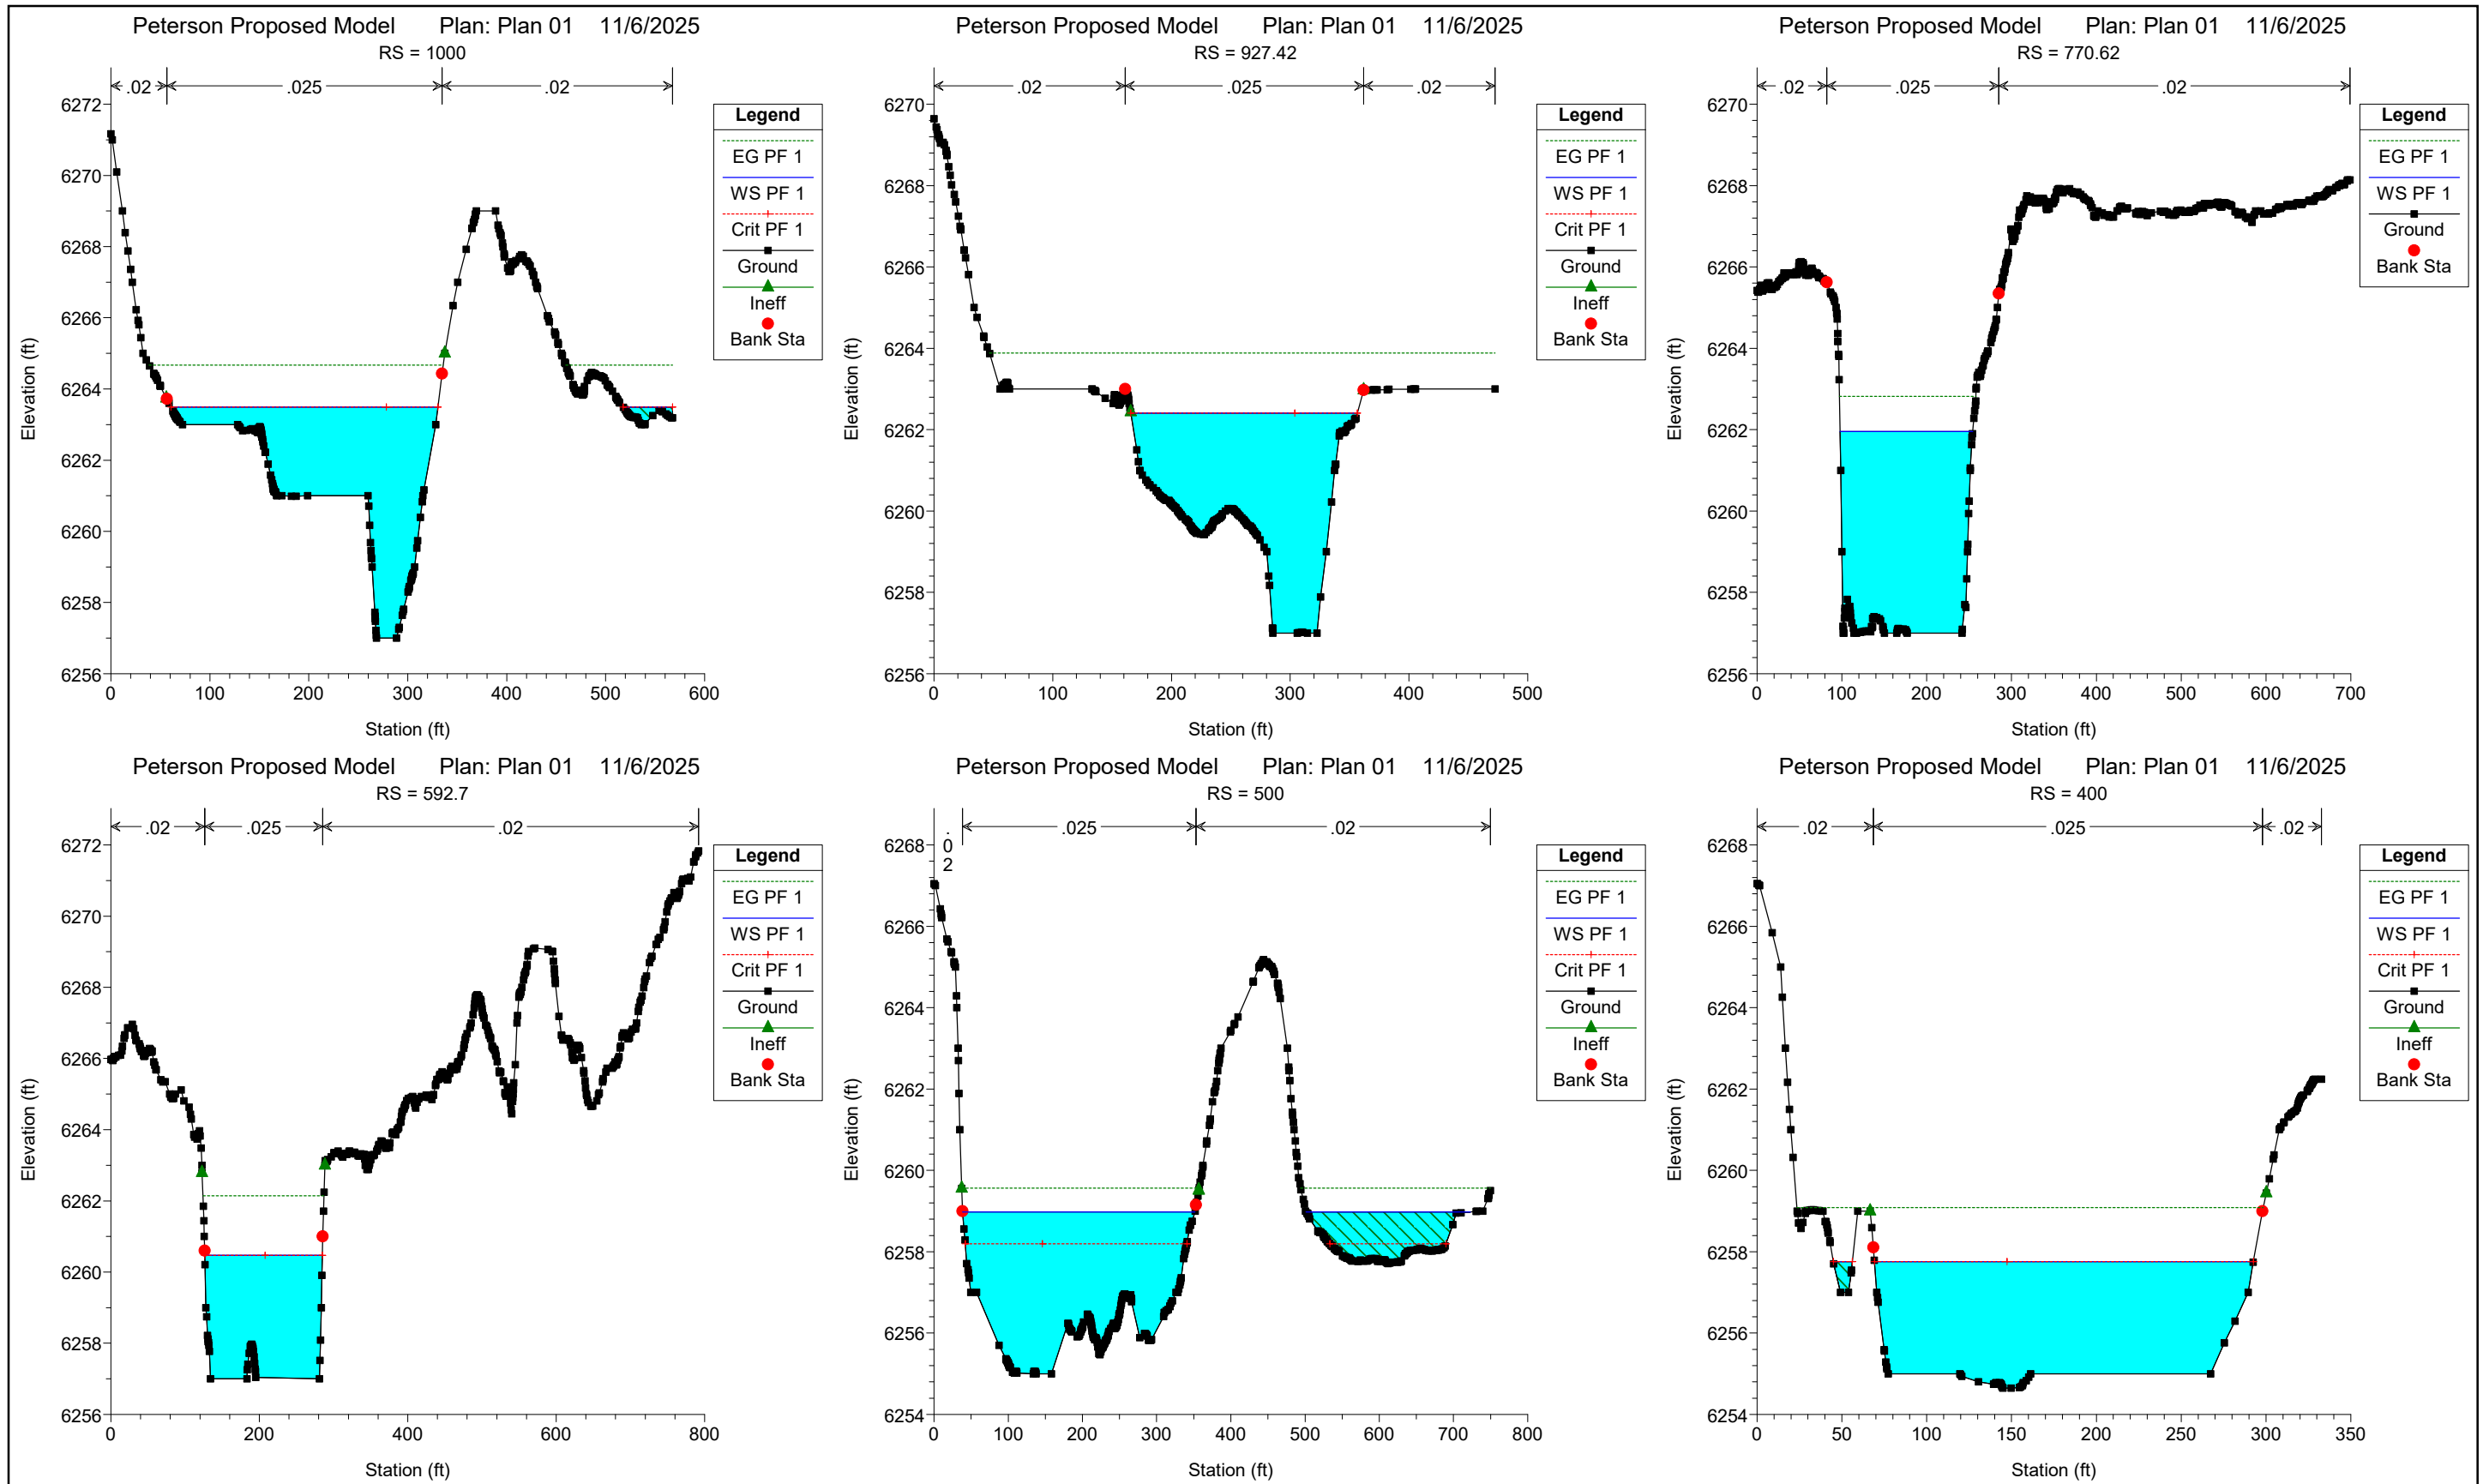 Peterson Proposed Model Plan: Plan 01 11/6/2025
RS = 1000
.02 .025 .02
6272
6270
6268
6266
6264
6262
6260
6258
6256
Elevation (ft)
0 100 200 300 400 500 600
Station (ft)
Legend
EG PF 1
WS PF 1
Crit PF 1
Ground
Ineff
Bank Sta
Peterson Proposed Model Plan: Plan 01 11/6/2025
RS = 927.42
.02 .025 .02
6270
6268
6266
6264
6262
6260
6258
6256
Elevation (ft)
0 100 200 300 400 500
Station (ft)
Legend
EG PF 1
WS PF 1
Crit PF 1
Ground
Ineff
Bank Sta
Peterson Proposed Model Plan: Plan 01 11/6/2025
RS = 770.62
.02 .025 .02
6270
6268
6266
6264
6262
6260
6258
6256
Elevation (ft)
0 100 200 300 400 500 600 700
Station (ft)
Legend
EG PF 1
WS PF 1
Ground
Bank Sta
Peterson Proposed Model Plan: Plan 01 11/6/2025
RS = 592.7
.02 .025 .02
6272
6270
6268
6266
6264
6262
6260
6258
6256
Elevation (ft)
0 200 400 600 800
Station (ft)
Legend
EG PF 1
WS PF 1
Crit PF 1
Ground
Ineff
Bank Sta
Peterson Proposed Model Plan: Plan 01 11/6/2025
RS = 500
.02 .025 .02
6268
6266
6264
6262
6260
6258
6256
6254
Elevation (ft)
0 100 200 300 400 500 600 700 800
Station (ft)
Legend
EG PF 1
WS PF 1
Crit PF 1
Ground
Ineff
Bank Sta
Peterson Proposed Model Plan: Plan 01 11/6/2025
RS = 400
.02 .025 .02
6268
6266
6264
6262
6260
6258
6256
6254
Elevation (ft)
0 50 100 150 200 250 300 350
Station (ft)
Legend
EG PF 1
WS PF 1
Crit PF 1
Ground
Ineff
Bank Sta